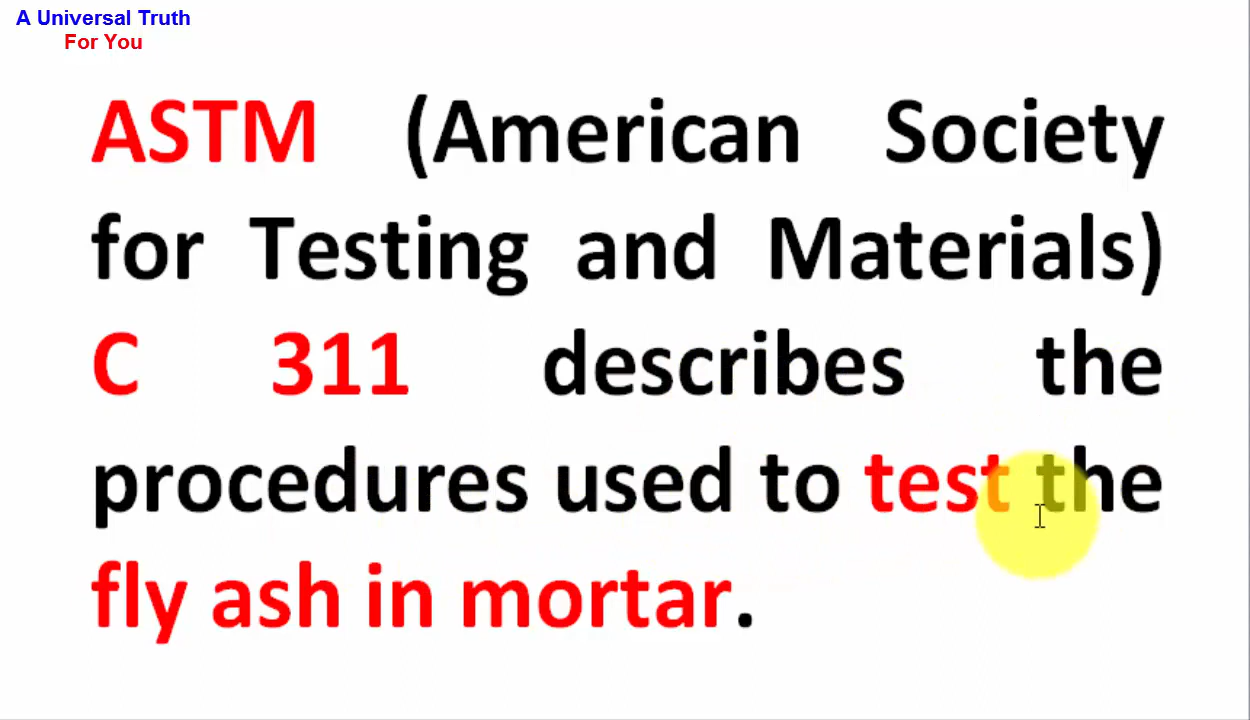 A Universal Truth
For You
ASTM (American Society
for Testing and Materials)
C 311 describes the
procedures used to test the
fly ash in mortar.